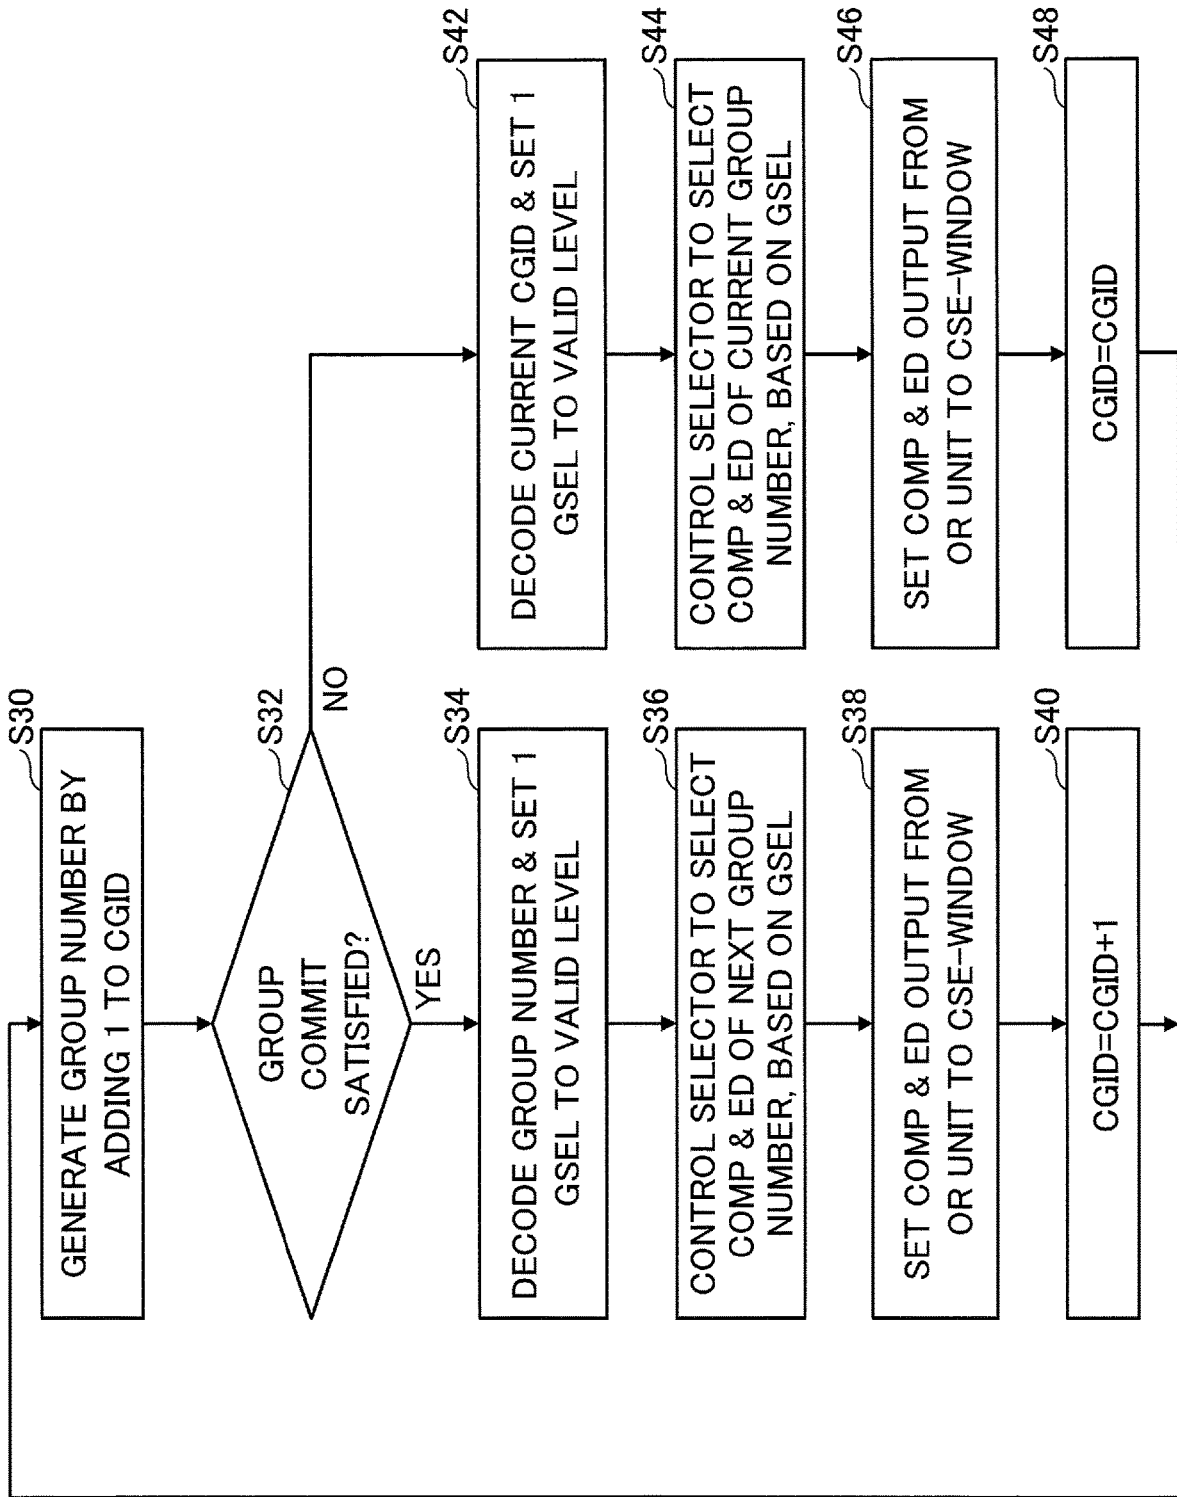 S30
GENERATE GROUP NUMBER BY
ADDING 1 TO CGID
S32
GROUP
COMMIT
SATISFIED?
NO
YES
S34
DECODE GROUP NUMBER & SET 1
GSEL TO VALID LEVEL
S36
CONTROL SELECTOR TO SELECT
COMP & ED OF NEXT GROUP
NUMBER, BASED ON GSEL
S38
SET COMP & ED OUTPUT FROM
OR UNIT TO CSE-WINDOW
S40
CGID=CGID+1
S42
DECODE CURRENT CGID & SET 1
GSEL TO VALID LEVEL
S44
CONTROL SELECTOR TO SELECT
COMP & ED OF CURRENT GROUP
NUMBER, BASED ON GSEL
S46
SET COMP & ED OUTPUT FROM
OR UNIT TO CSE-WINDOW
S48
CGID=CGID